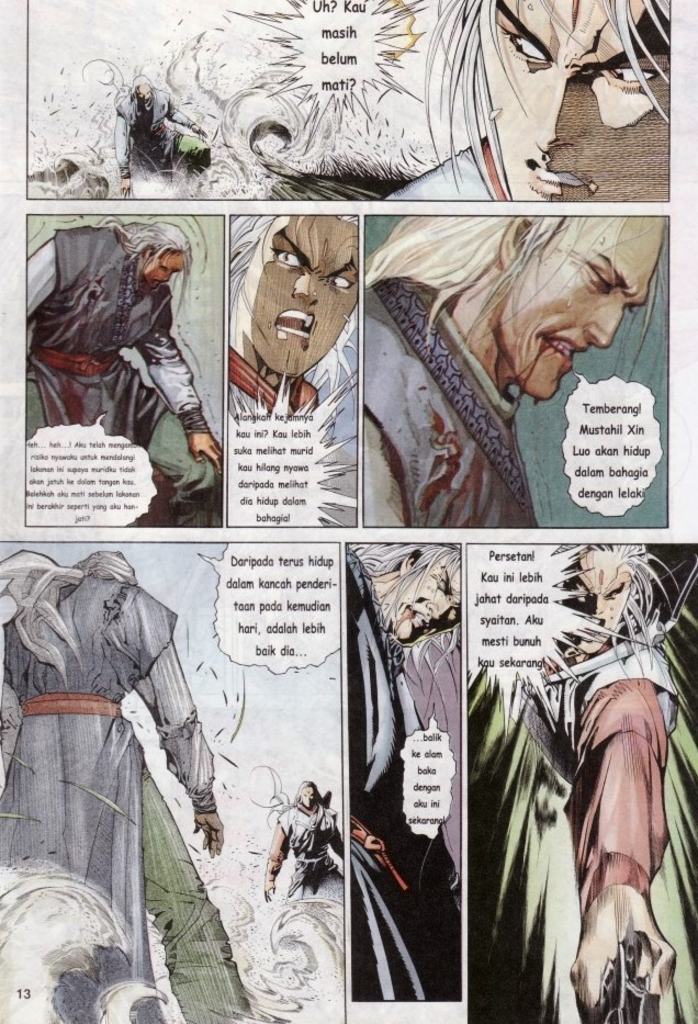 Uh? Kau
masih
belum
mati?
Heh... heh...! Aku telah mengambil
risiko nyawaku untuk mendalangi
lakonan ini supaya muridku tidak
akan jatuh ke dalam tangan kau.
Bolehkah aku mati sebelum lakonan
ini berakhir seperti yang aku han-
jati?
Alangkah kejamnya
kau ini? Kau lebih
suka melihat murid
kau hilang nyawa
daripada melihat
dia hidup dalam
bahagia!
Temberang!
Mustahil Xin
Luo akan hidup
dalam bahagia
dengan lelaki
Daripada terus hidup
dalam kancah penderi-
taan pada kemudian
hari, adalah lebih
baik dia...
...balik
ke alam
baka
dengan
aku ini
sekarang!
Persetan!
Kau ini lebih
jahat daripada
syaitan. Aku
mesti bunuh
kau sekarang!
13